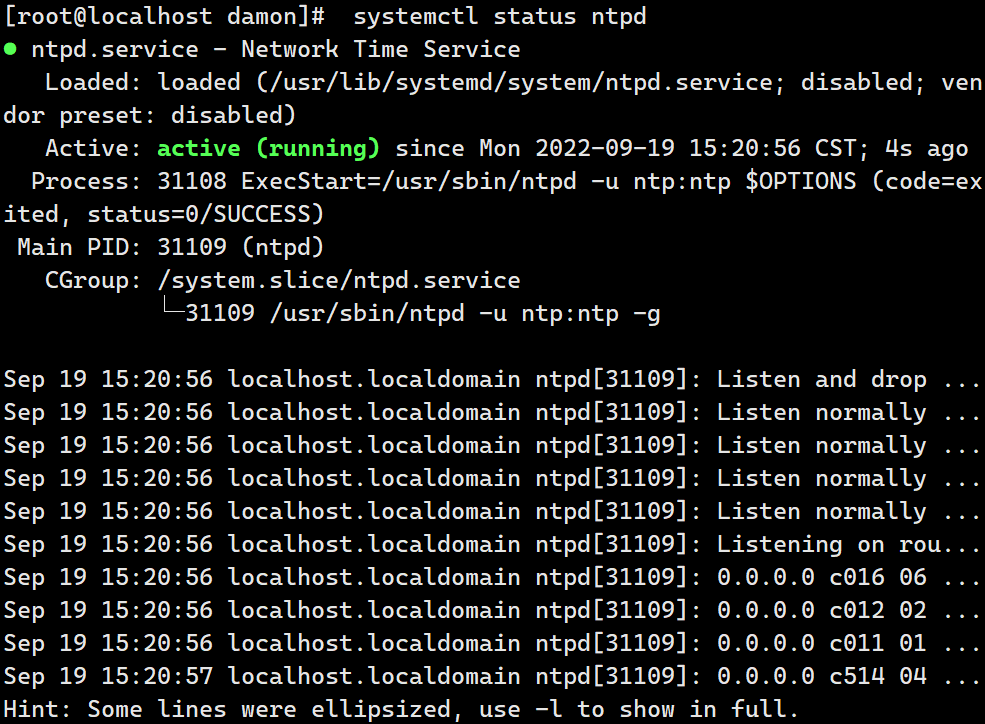 [root@localhost damon]#  systemctl status ntpd
● ntpd.service - Network Time Service
   Loaded: loaded (/usr/lib/systemd/system/ntpd.service; disabled; ven
dor preset: disabled)
   Active: active (running) since Mon 2022-09-19 15:20:56 CST; 4s ago
  Process: 31108 ExecStart=/usr/sbin/ntpd -u ntp:ntp $OPTIONS (code=ex
ited, status=0/SUCCESS)
 Main PID: 31109 (ntpd)
   CGroup: /system.slice/ntpd.service
           └─31109 /usr/sbin/ntpd -u ntp:ntp -g

Sep 19 15:20:56 localhost.localdomain ntpd[31109]: Listen and drop ...
Sep 19 15:20:56 localhost.localdomain ntpd[31109]: Listen normally ...
Sep 19 15:20:56 localhost.localdomain ntpd[31109]: Listen normally ...
Sep 19 15:20:56 localhost.localdomain ntpd[31109]: Listen normally ...
Sep 19 15:20:56 localhost.localdomain ntpd[31109]: Listen normally ...
Sep 19 15:20:56 localhost.localdomain ntpd[31109]: Listening on rou...
Sep 19 15:20:56 localhost.localdomain ntpd[31109]: 0.0.0.0 c016 06 ...
Sep 19 15:20:56 localhost.localdomain ntpd[31109]: 0.0.0.0 c012 02 ...
Sep 19 15:20:56 localhost.localdomain ntpd[31109]: 0.0.0.0 c011 01 ...
Sep 19 15:20:57 localhost.localdomain ntpd[31109]: 0.0.0.0 c514 04 ...
Hint: Some lines were ellipsized, use -l to show in full.